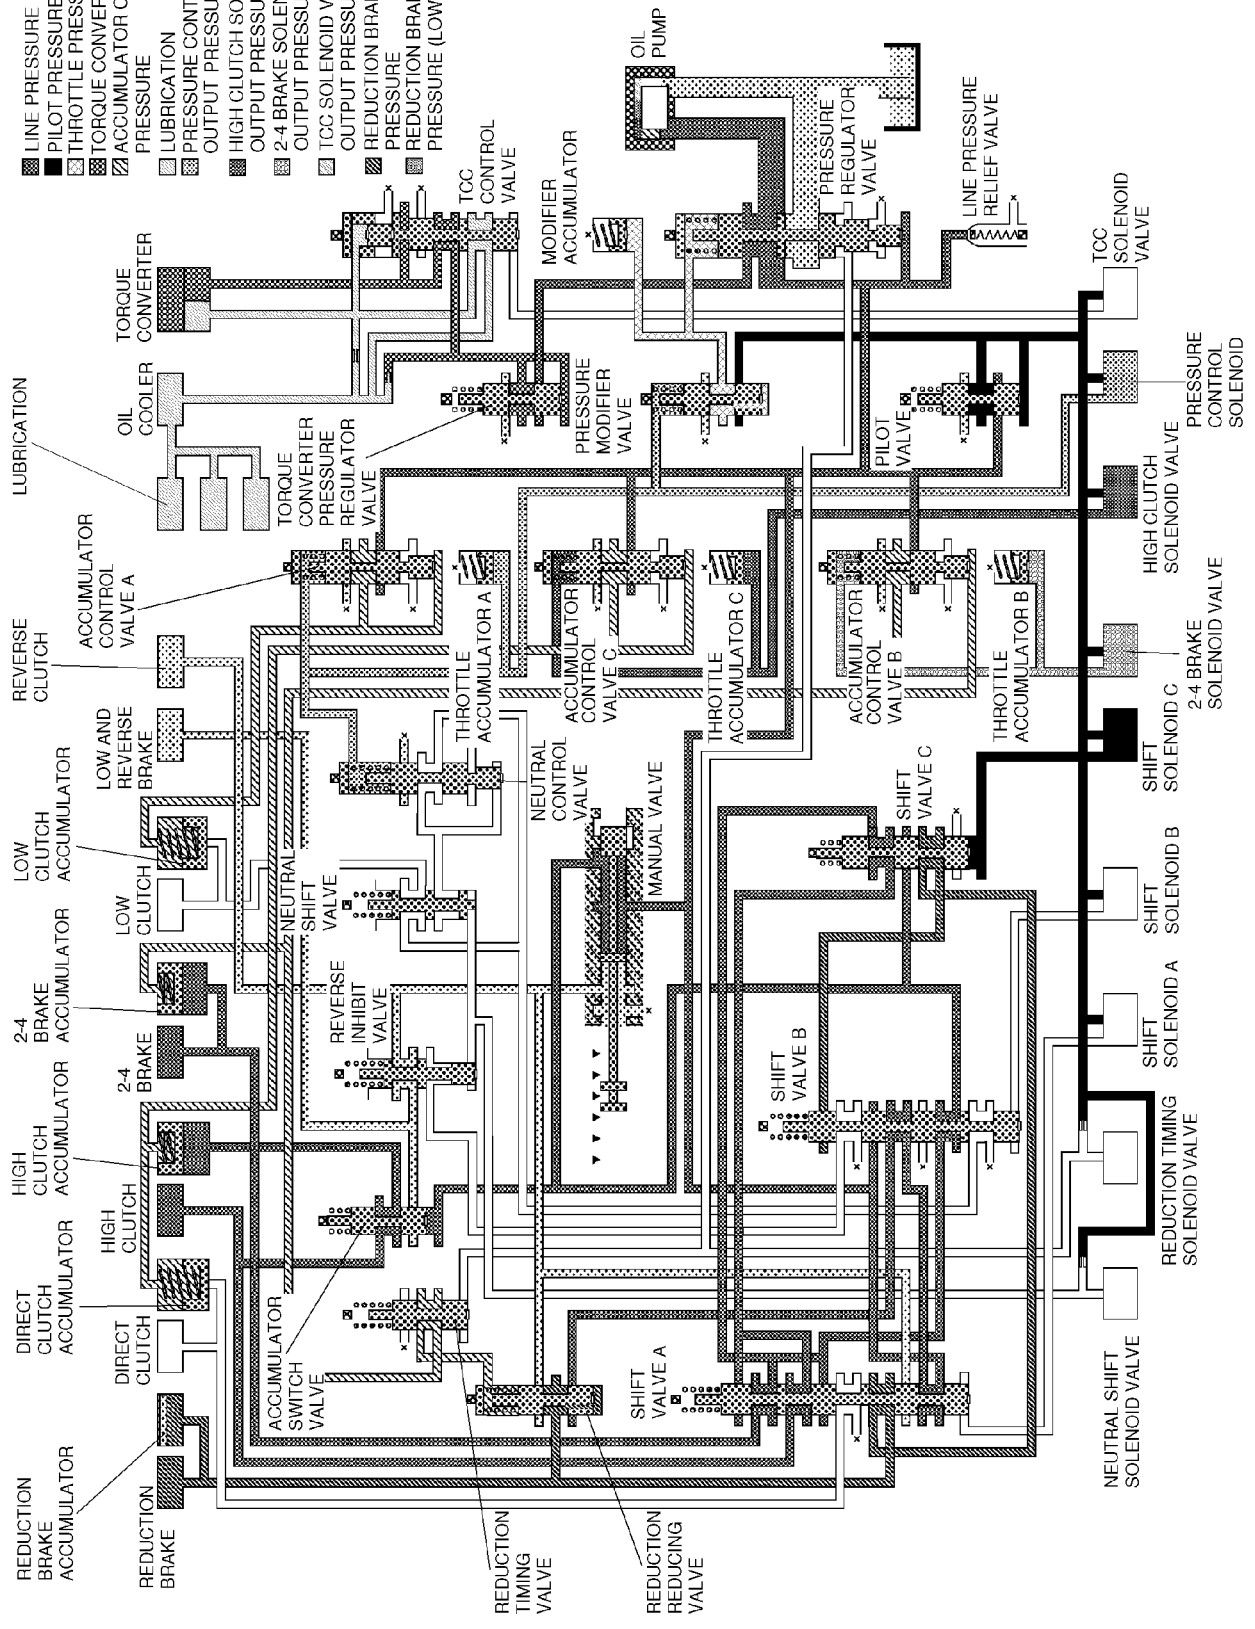 LINE PRESSURE
PILOT PRESSURE
THROTTLE PRESS
TORQUE CONVER
ACCUMULATOR C
PRESSURE
LUBRICATION
PRESSURE CONT
OUTPUT PRESSU
HIGH CLUTCH SO
OUTPUT PRESSU
2-4 BRAKE SOLEN
OUTPUT PRESSU
TCC SOLENOID V
OUTPUT PRESSU
REDUCTION BRAK
PRESSURE
REDUCTION BRAK
PRESSURE (LOW
REDUCTION
BRAKE
ACCUMULATOR
REDUCTION
BRAKE
DIRECT
CLUTCH
ACCUMULATOR
DIRECT
CLUTCH
HIGH
CLUTCH
ACCUMULATOR
HIGH
CLUTCH
2-4
BRAKE
ACCUMULATOR
2-4
BRAKE
LOW
CLUTCH
ACCUMULATOR
LOW
CLUTCH
LOW AND
REVERSE
BRAKE
REVERSE
CLUTCH
ACCUMULATOR
CONTROL
VALVE A
LUBRICATION
OIL
COOLER
TORQUE
CONVERTER
TCC
CONTROL
VALVE
OIL
PUMP
MODIFIER
ACCUMULATOR
PRESSURE
REGULATOR
VALVE
LINE PRESSURE
RELIEF VALVE
TORQUE
CONVERTER
PRESSURE
REGULATOR
VALVE
PRESSURE
MODIFIER
VALVE
PILOT
VALVE
THROTTLE
ACCUMULATOR A
ACCUMULATOR
CONTROL
VALVE C
THROTTLE
ACCUMULATOR C
ACCUMULATOR
CONTROL
VALVE B
THROTTLE
ACCUMULATOR B
NEUTRAL
SHIFT
VALVE
NEUTRAL
CONTROL
VALVE
REVERSE
INHIBIT
VALVE
MANUAL VALVE
SHIFT
VALVE C
SHIFT
VALVE B
ACCUMULATOR
SWITCH
VALVE
SHIFT
VALVE A
REDUCTION
TIMING
VALVE
REDUCTION
REDUCING
VALVE
NEUTRAL SHIFT
SOLENOID VALVE
REDUCTION TIMING
SOLENOID VALVE
SHIFT
SOLENOID A
SHIFT
SOLENOID B
SHIFT
SOLENOID C
2-4 BRAKE
SOLENOID VALVE
HIGH CLUTCH
SOLENOID VALVE
PRESSURE
CONTROL
SOLENOID
TCC
SOLENOID
VALVE